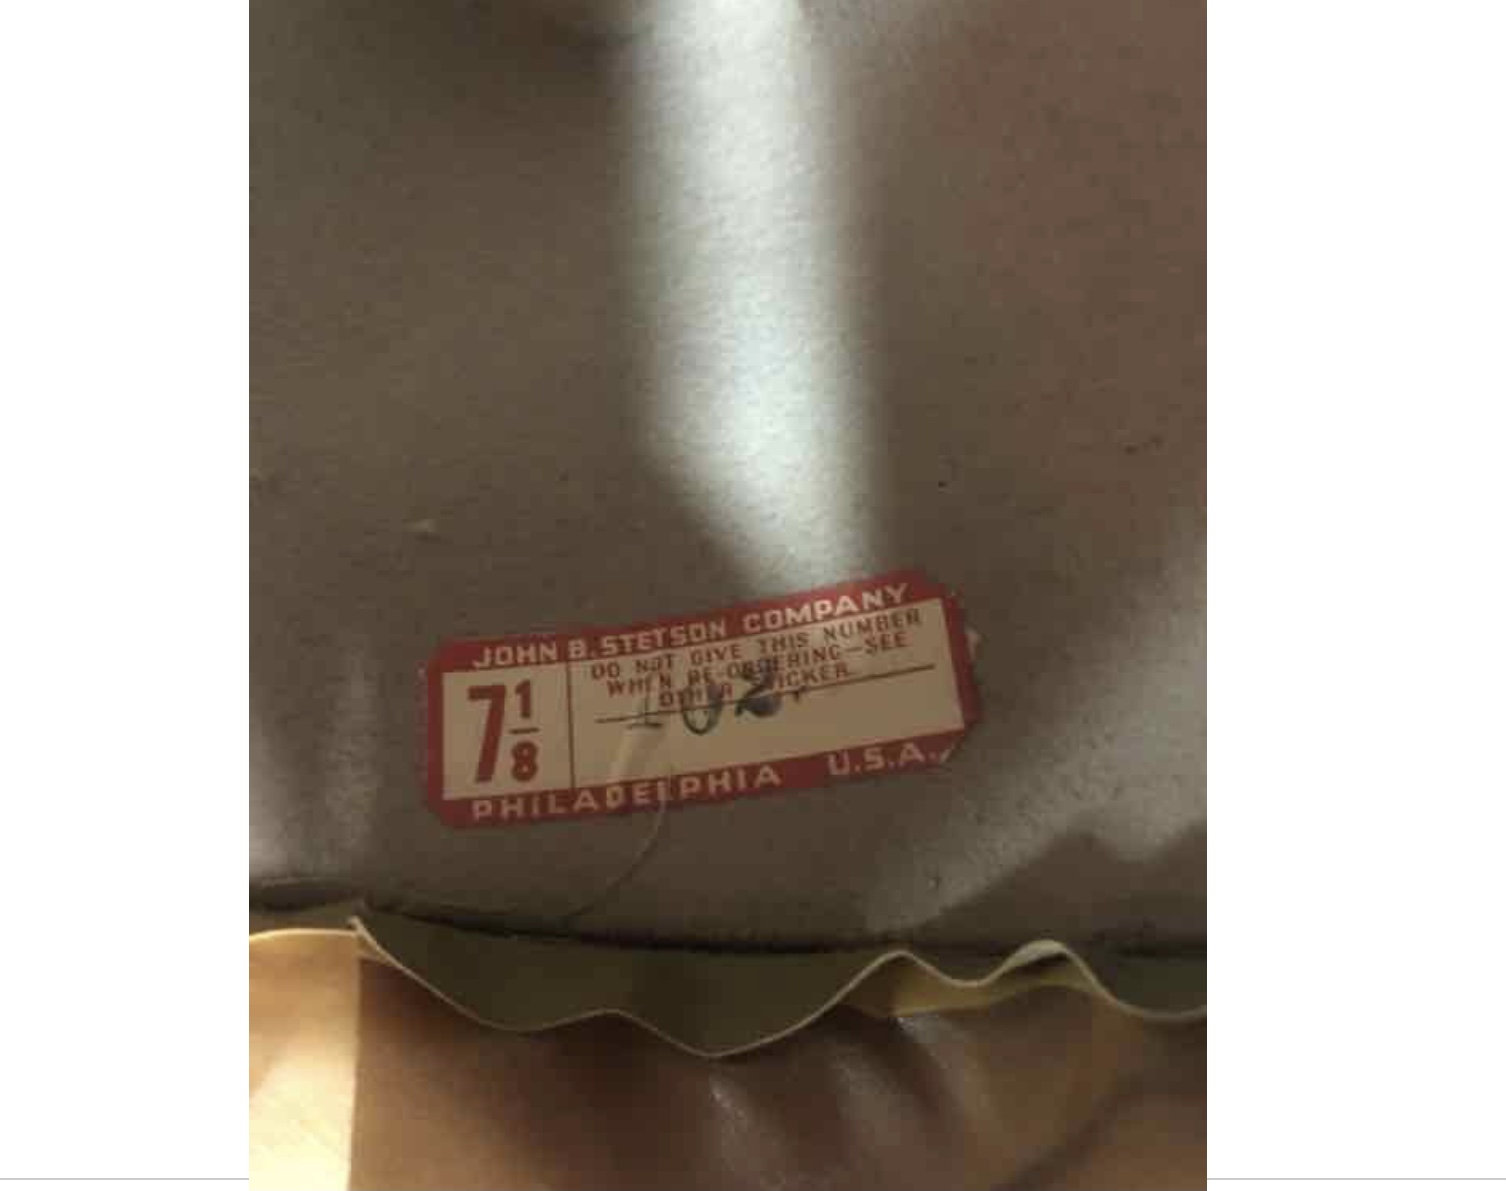 JOHN B. STETSON COMPANY
7 1/8
DO NOT GIVE THIS NUMBER
WHEN RE-ORDERING—SEE
OTHER STICKER
PHILADELPHIA U.S.A.